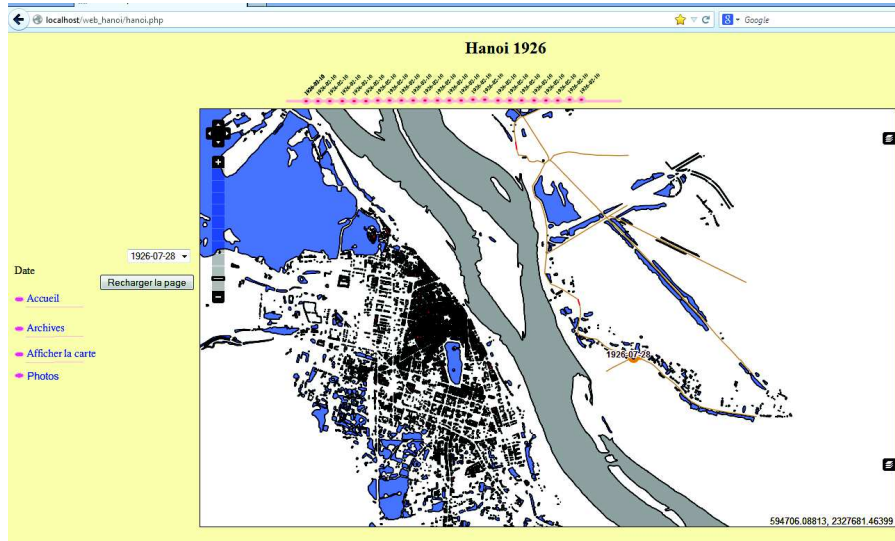 localhost/web_hanoi/hanoi.php
Google
Hanoi 1926
1926-07-28
Date
Recharger la page
Accueil
Archives
Afficher la carte
Photos
1926-07-28
594706.08813, 2327681.46399